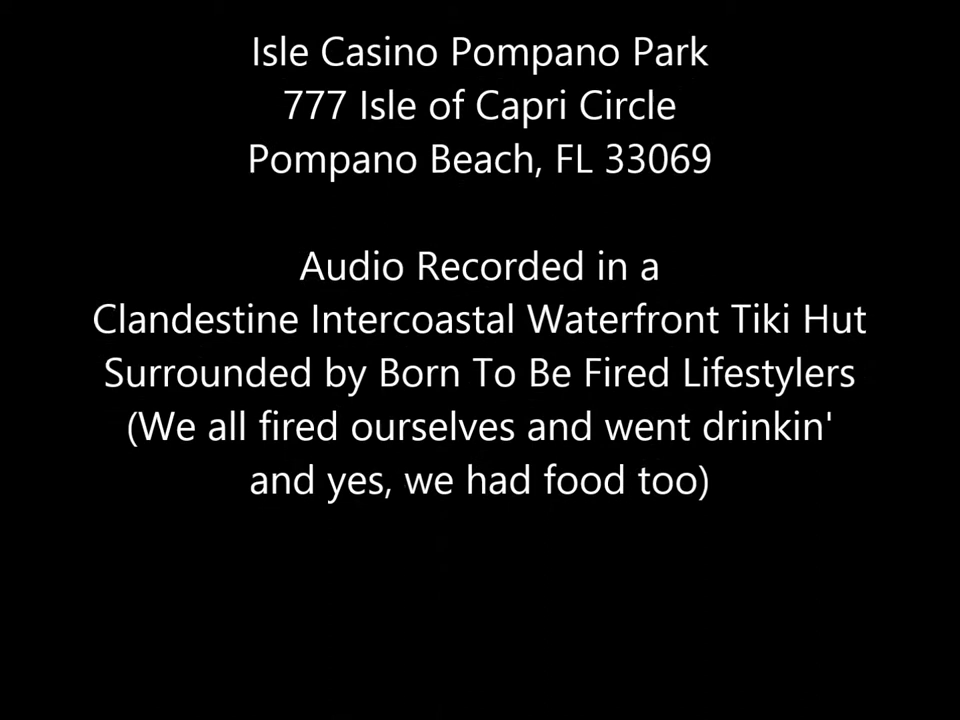 Isle Casino Pompano Park
777 Isle of Capri Circle
Pompano Beach, FL 33069
Audio Recorded in a
Clandestine Intercoastal Waterfront Tiki Hut
Surrounded by Born To Be Fired Lifestylers
(We all fired ourselves and went drinkin'
and yes, we had food too)